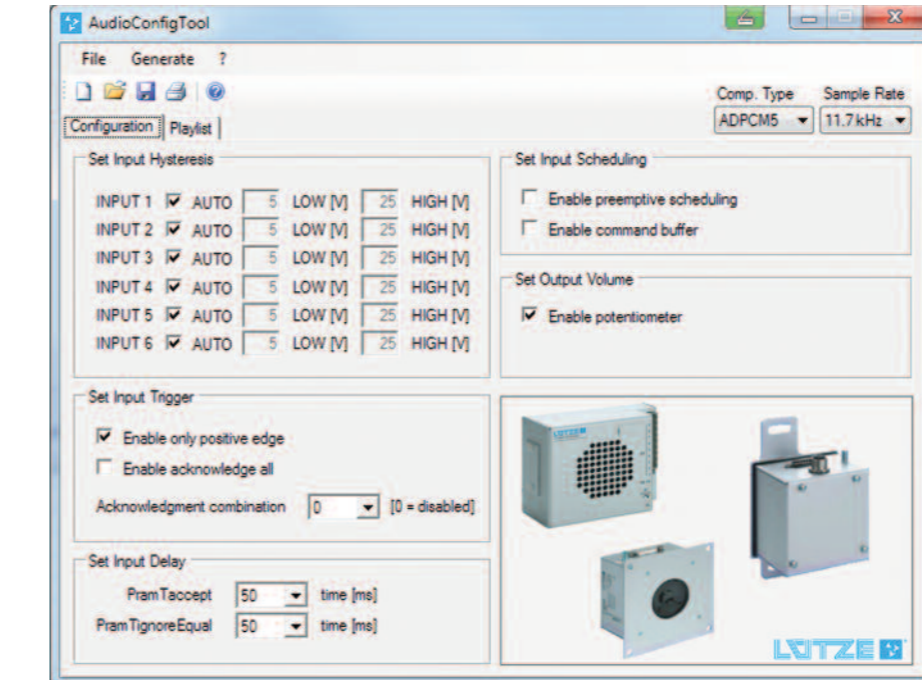 AudioConfigTool
File Generate ?
Comp. Type Sample Rate
ADPCM5 11.7 kHz
Configuration Playlist
Set Input Hysteresis
INPUT 1 AUTO 5 LOW [V] 25 HIGH [V]
INPUT 2 AUTO 5 LOW [V] 25 HIGH [V]
INPUT 3 AUTO 5 LOW [V] 25 HIGH [V]
INPUT 4 AUTO 5 LOW [V] 25 HIGH [V]
INPUT 5 AUTO 5 LOW [V] 25 HIGH [V]
INPUT 6 AUTO 5 LOW [V] 25 HIGH [V]
Set Input Scheduling
Enable preemptive scheduling
Enable command buffer
Set Output Volume
Enable potentiometer
Set Input Trigger
Enable only positive edge
Enable acknowledge all
Acknowledgment combination 0 [0 = disabled]
Set Input Delay
PramTaccept 50 time [ms]
PramTignoreEqual 50 time [ms]
LÜTZE
LÜTZE